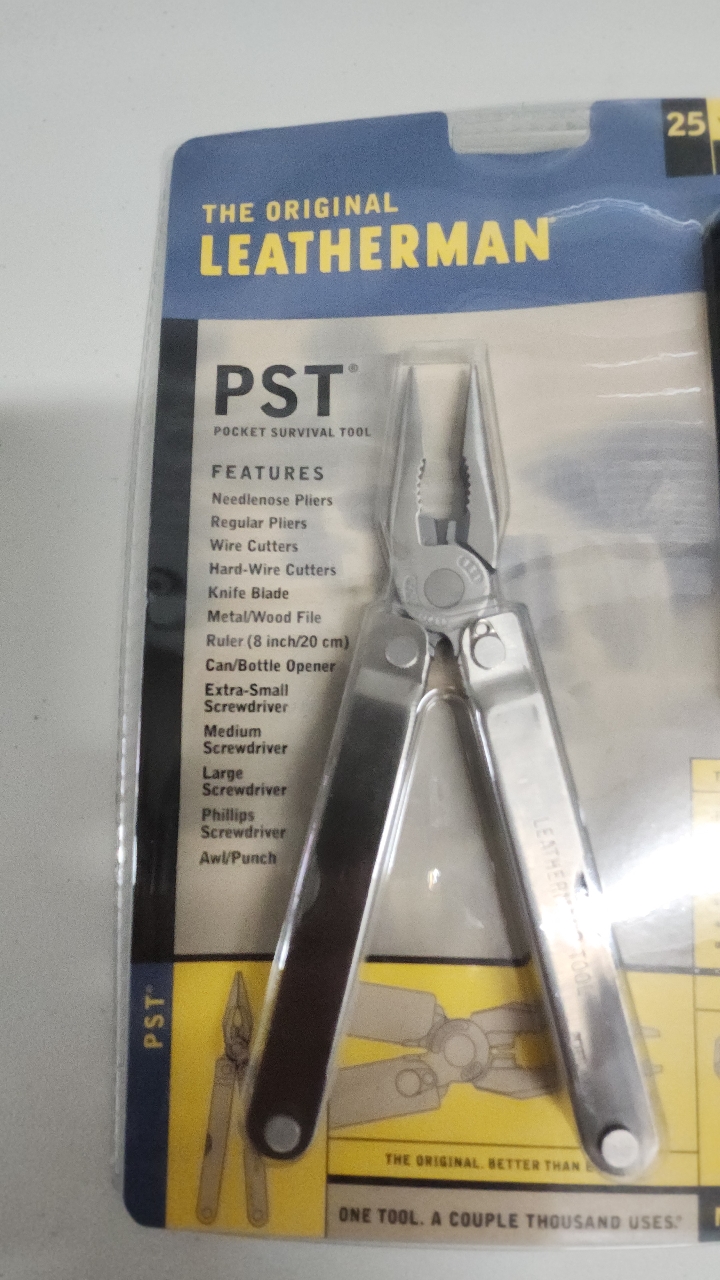 25
THE ORIGINAL
LEATHERMAN
PST®
POCKET SURVIVAL TOOL
FEATURES
Needlenose Pliers
Regular Pliers
Wire Cutters
Hard-Wire Cutters
Knife Blade
Metal/Wood File
Ruler (8 inch/20 cm)
Can/Bottle Opener
Extra-Small
Screwdriver
Medium
Screwdriver
Large
Screwdriver
Phillips
Screwdriver
Awl/Punch
TOOL
PST®
THE ORIGINAL. BETTER THAN
ONE TOOL. A COUPLE THOUSAND USES.®